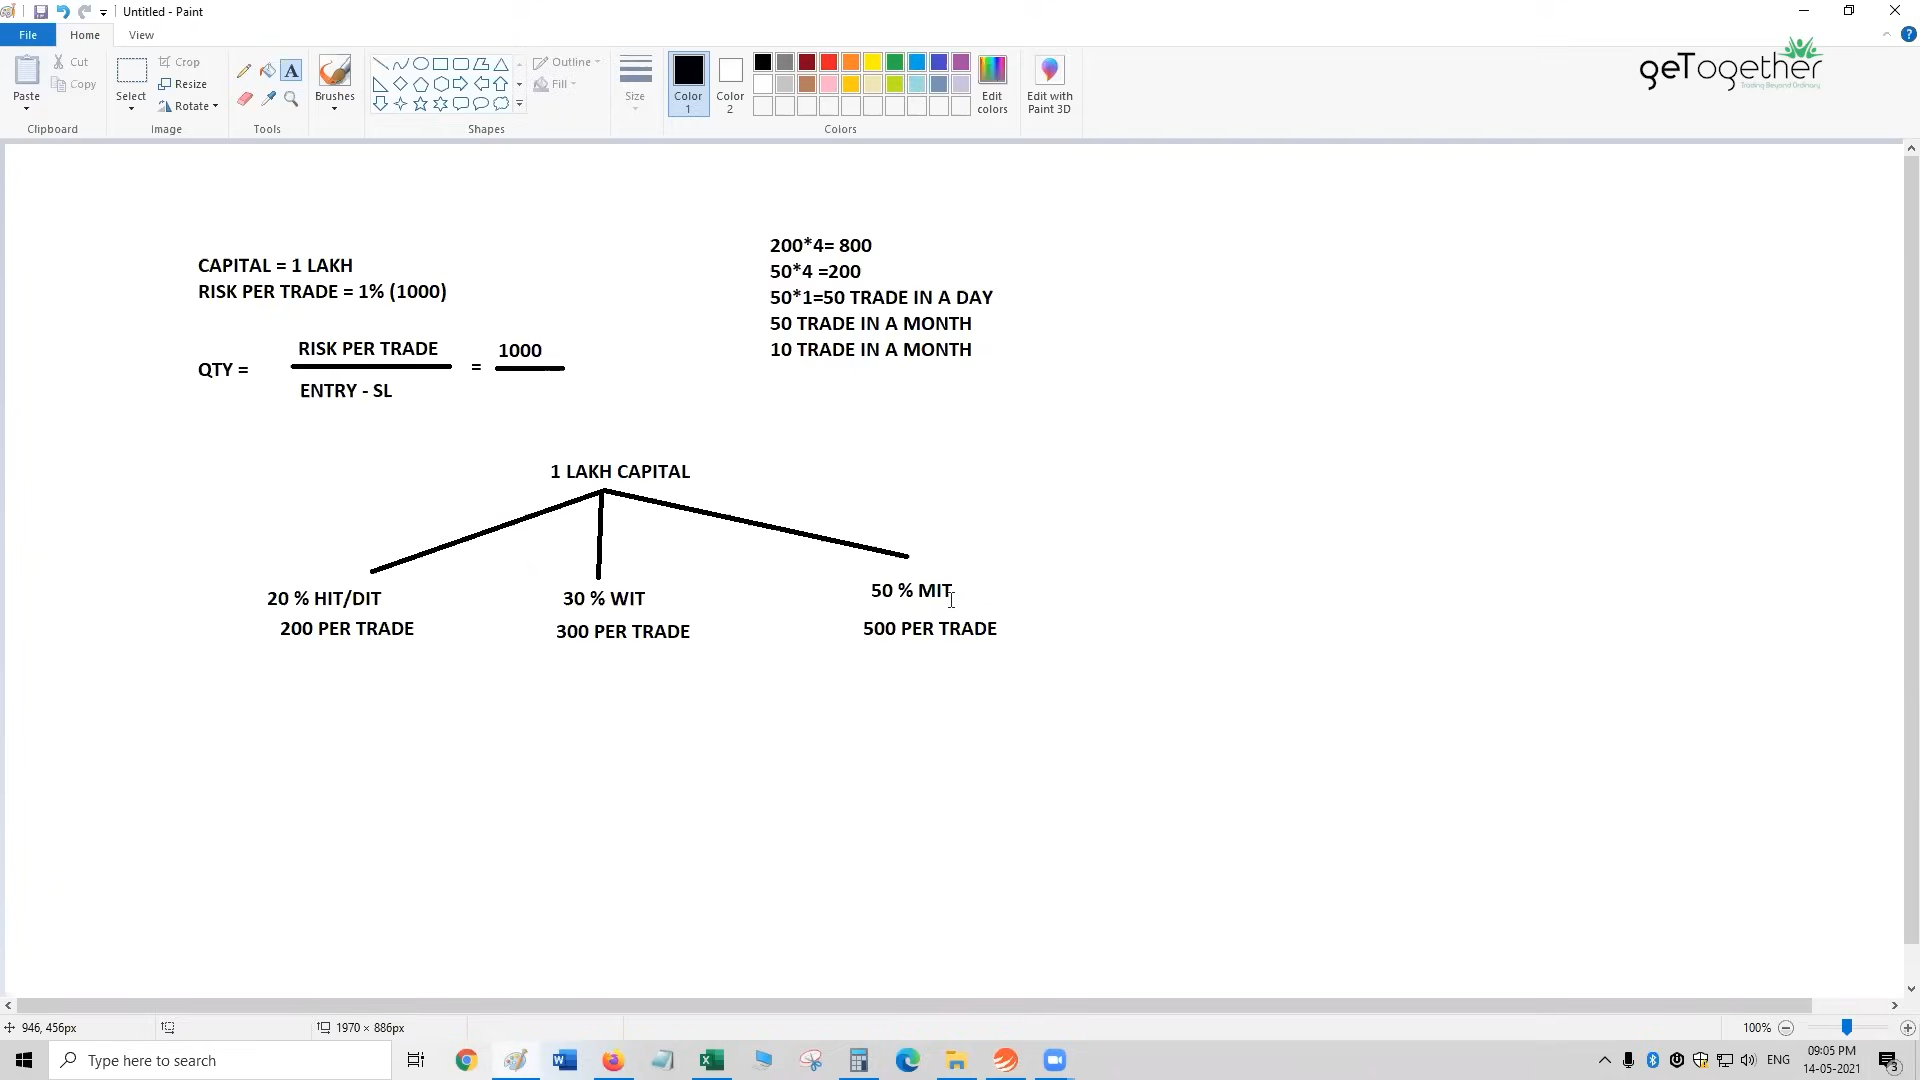 Untitled - Paint
File
Home
View
Paste
Cut
Copy
Clipboard
Select
Crop
Resize
Rotate
Image
A
Tools
Brushes
Shapes
Outline
Fill
Size
Color 1
Color 2
Colors
Edit colors
Edit with Paint 3D
geTogether
Trading Beyond Ordinary
CAPITAL = 1 LAKH
RISK PER TRADE = 1% (1000)
QTY =
RISK PER TRADE
ENTRY - SL
=
1000
200*4= 800
50*4 =200
50*1=50 TRADE IN A DAY
50 TRADE IN A MONTH
10 TRADE IN A MONTH
1 LAKH CAPITAL
20 % HIT/DIT
200 PER TRADE
30 % WIT
300 PER TRADE
50 % MIT
500 PER TRADE
946, 456px
1970 × 886px
100%
Type here to search
ENG
09:05 PM
14-05-2021
3